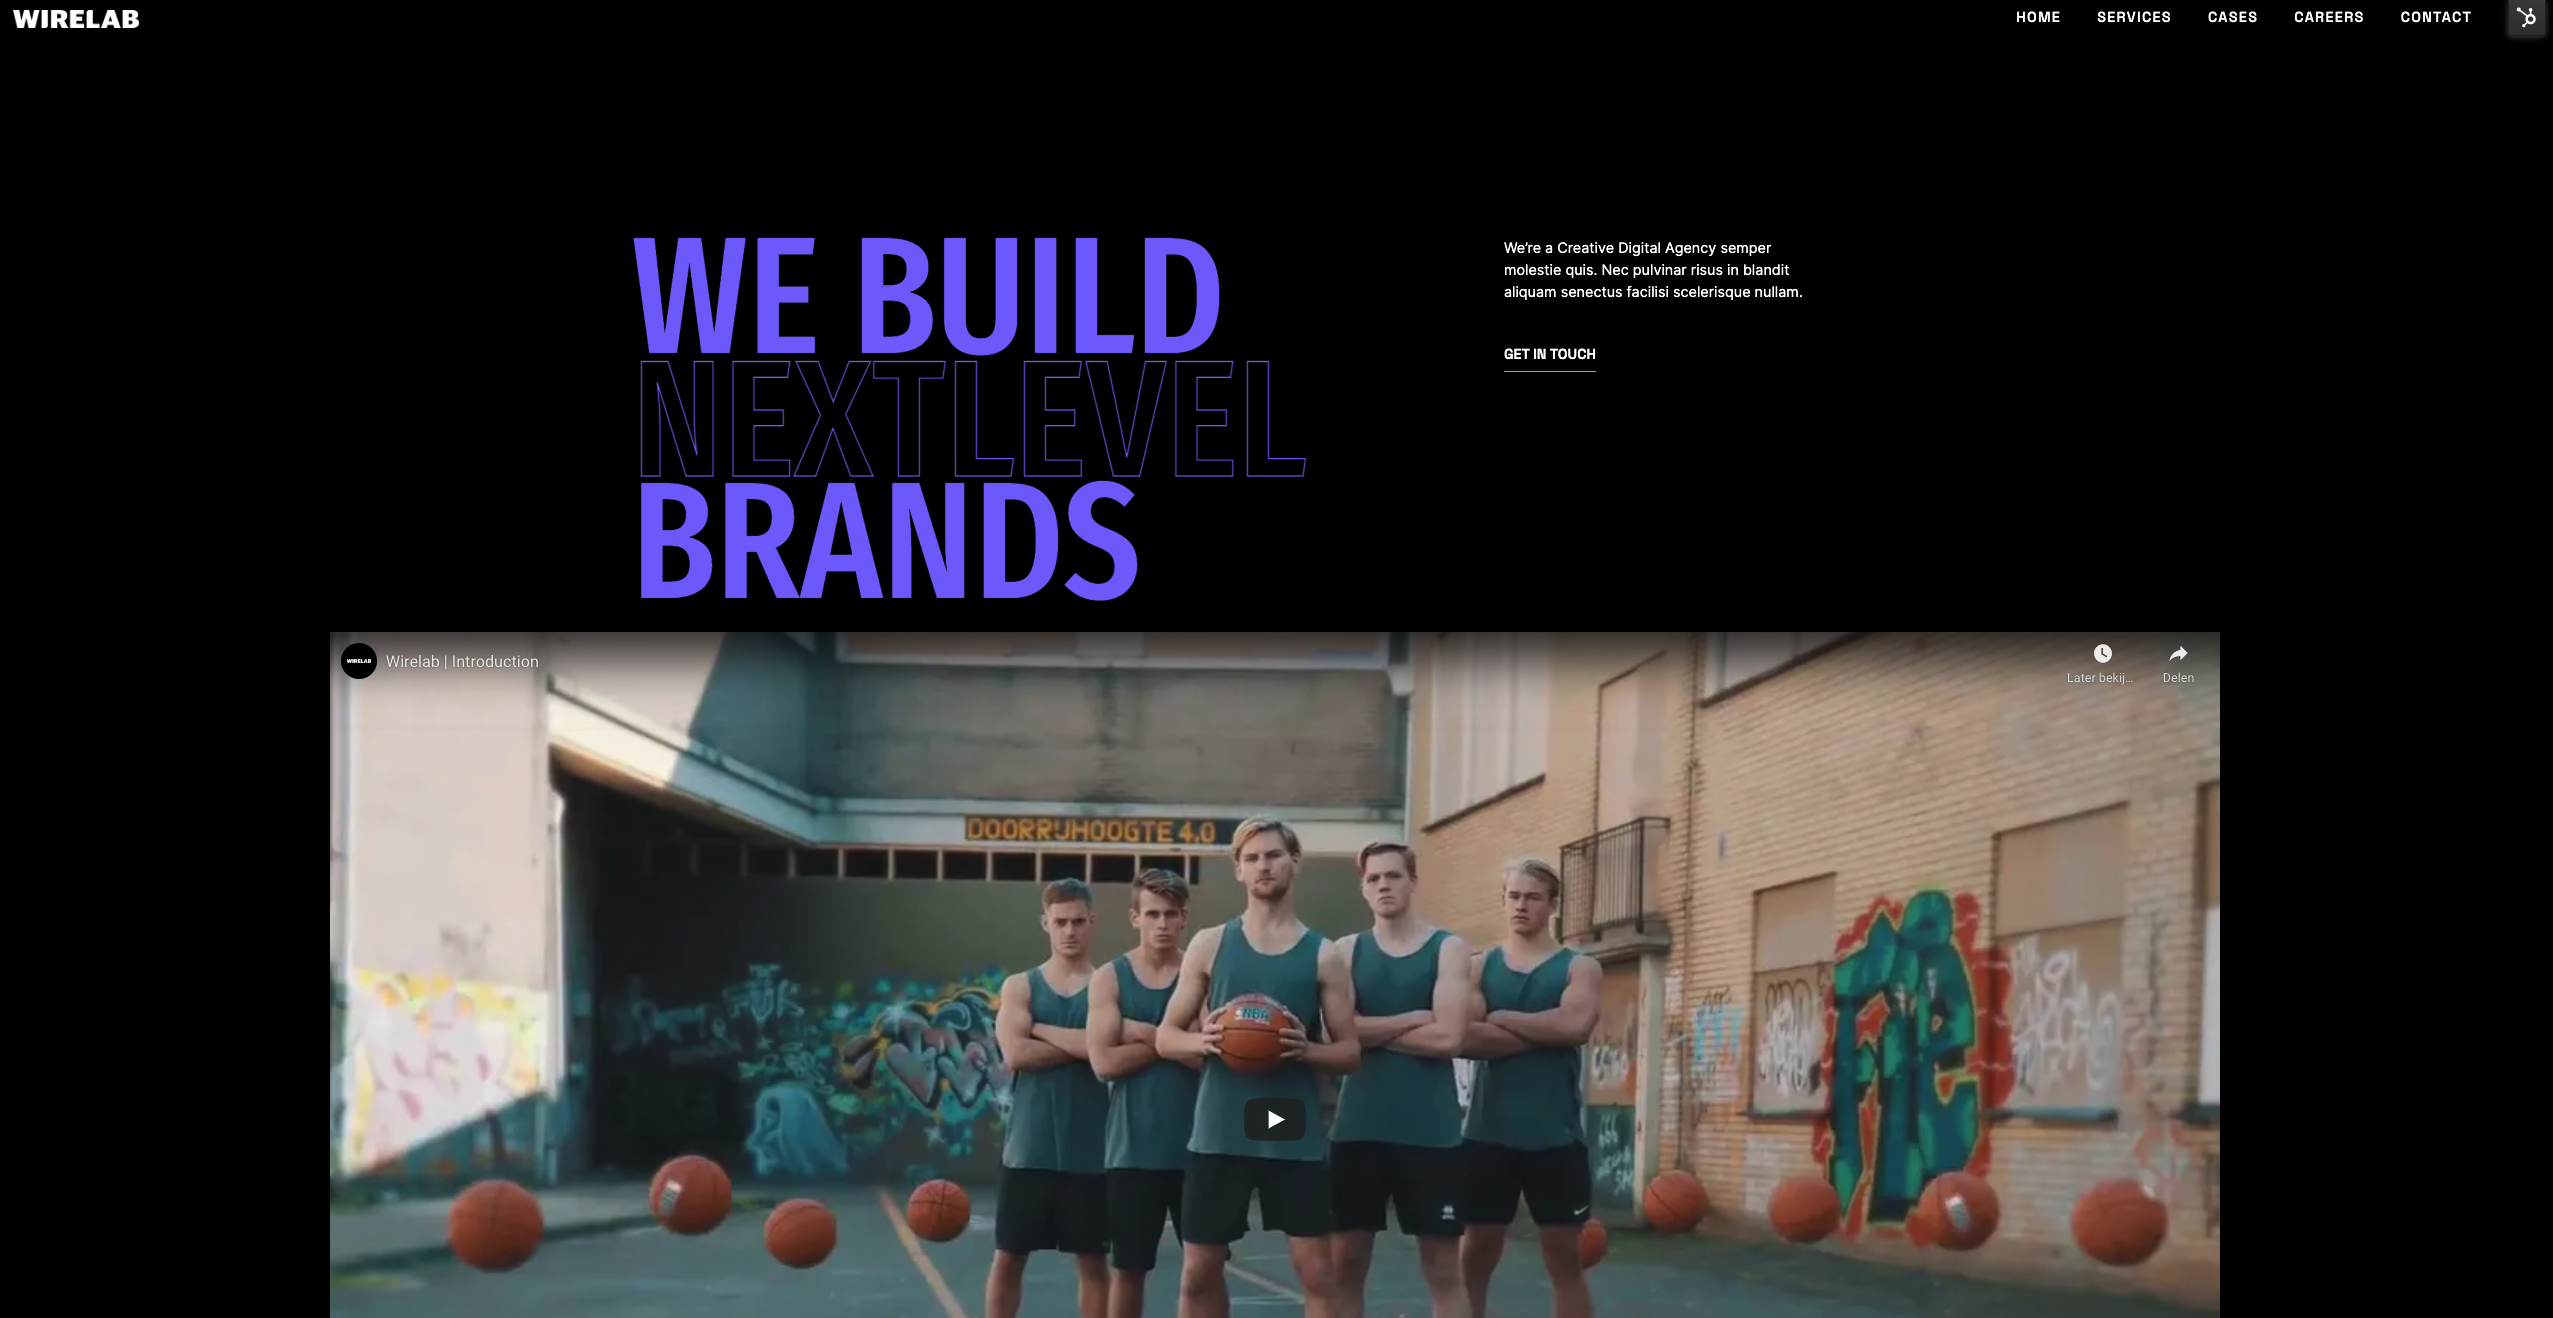 WIRELAB
HOME SERVICES CASES CAREERS CONTACT
WE BUILD
NEXTLEVEL
BRANDS
We're a Creative Digital Agency semper
molestie quis. Nec pulvinar risus in blandit
aliquam senectus facilisi scelerisque nullam.
GET IN TOUCH
WIRELAB
Wirelab | Introduction
Later bekij...
Delen
DOORRIJHOOGTE 4.0
NBA